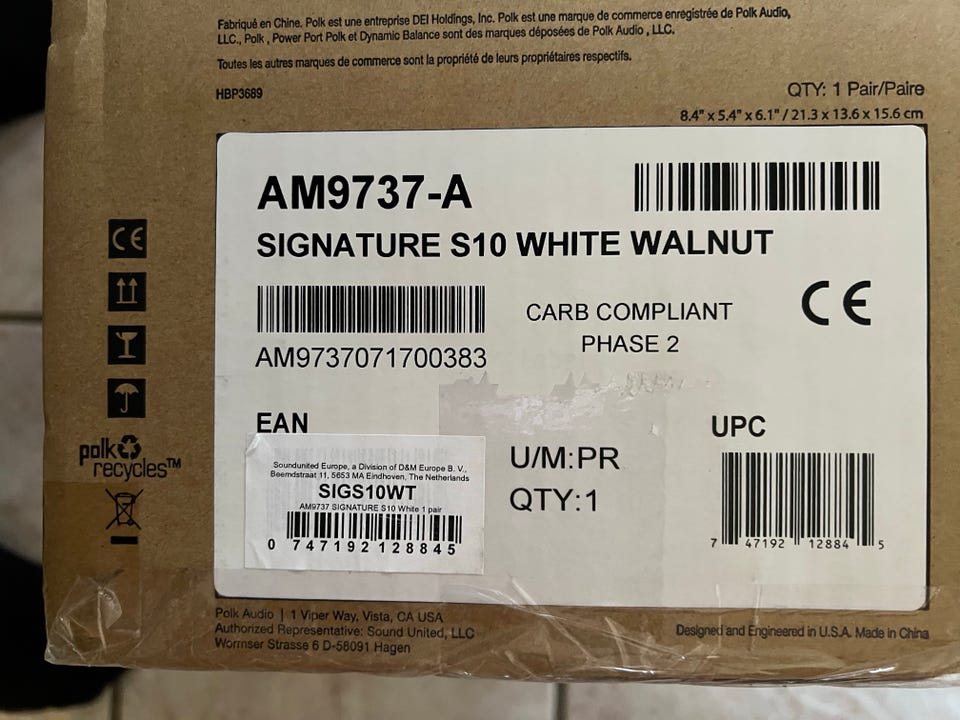 Fabriqué en Chine. Polk est une entreprise DEI Holdings, Inc. Polk est une marque de commerce enregistrée de Polk Audio,
LLC., Polk , Power Port Polk et Dynamic Balance sont des marques déposées de Polk Audio , LLC.
Toutes les autres marques de commerce sont la propriété de leurs propriétaires respectifs.
HBP3689
QTY: 1 Pair/Paire
8.4" x 5.4" x 6.1" / 21.3 x 13.6 x 15.6 cm
AM9737-A
SIGNATURE S10 WHITE WALNUT
CE
AM9737071700383
CARB COMPLIANT
PHASE 2
CE
EAN
Soundunited Europe, a Division of D&M Europe B. V.,
Beemdstraat 11, 5653 MA Eindhoven, The Netherlands
SIGS10WT
AM9737 SIGNATURE S10 White 1 pair
0 747192 128845
U/M:PR
QTY:1
UPC
7 47192 12884 5
polk
recycles™
Polk Audio | 1 Viper Way, Vista, CA USA
Authorized Representative: Sound United, LLC
Wormser Strasse 6 D-58091 Hagen
Designed and Engineered in U.S.A. Made in China